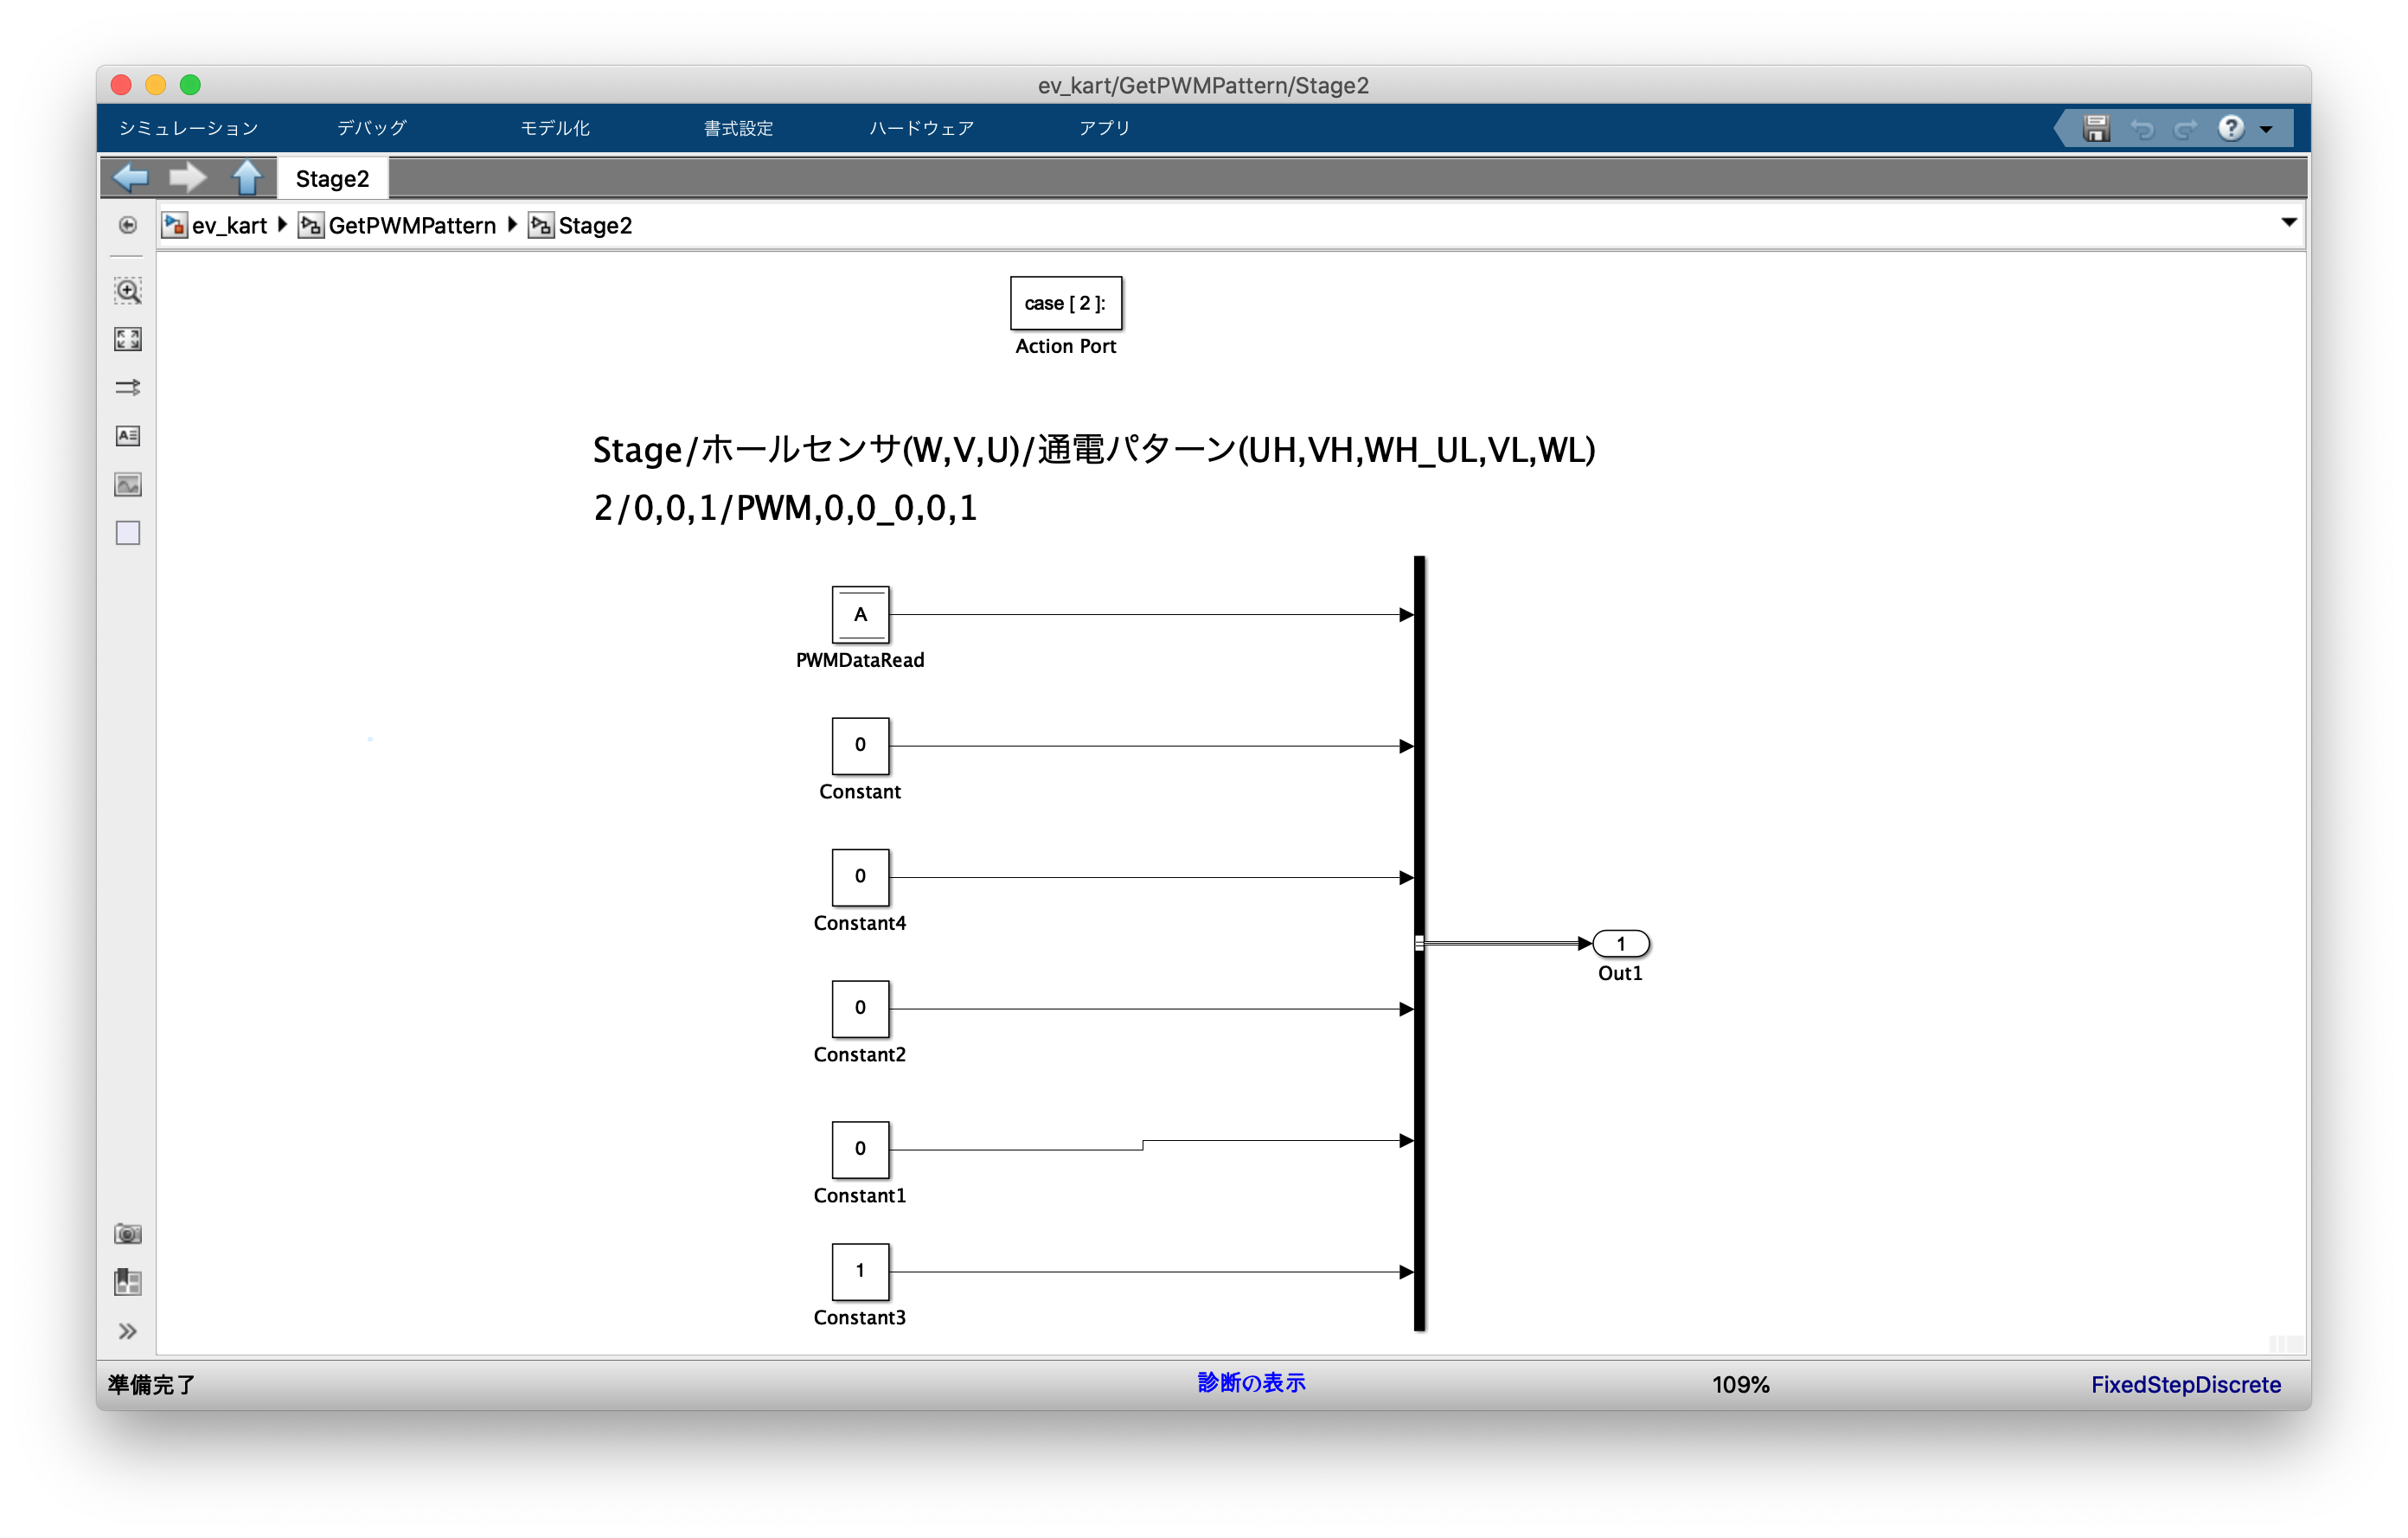 ev_kart/GetPWMPattern/Stage2
シミュレーション デバッグ モデル化 書式設定 ハードウェア アプリ
Stage2
ev_kart GetPWMPattern Stage2
case [ 2 ]:
Action Port
Stage/ホールセンサ(W,V,U)/通電パターン(UH,VH,WH_UL,VL,WL)
2/0,0,1/PWM,0,0_0,0,1
A
PWMDataRead
0
Constant
0
Constant4
1
Out1
0
Constant2
0
Constant1
1
Constant3
準備完了 診断の表示 109% FixedStepDiscrete